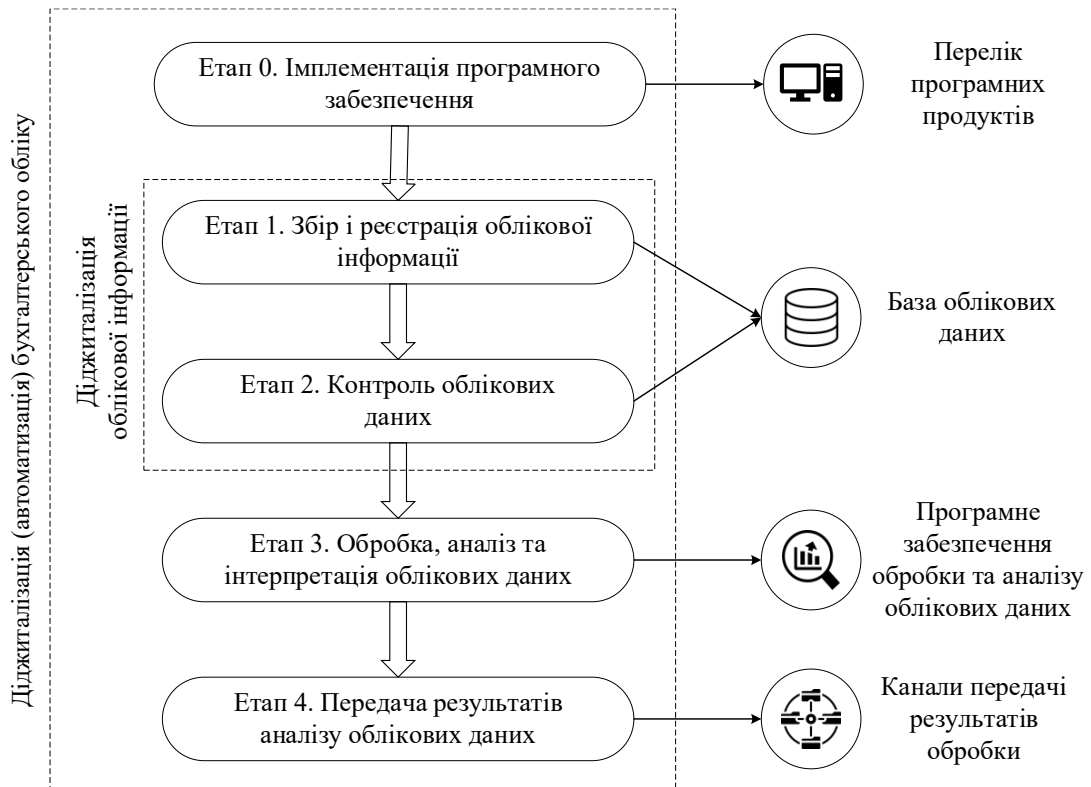 Діджиталізація (автоматизація) бухгалтерського обліку
Етап 0. Імплементація програмного
забезпечення
Перелік
програмних
продуктів
Діджиталізація
облікової інформації
Етап 1. Збір і реєстрація облікової
інформації
База облікових
даних
Етап 2. Контроль облікових
даних
Етап 3. Обробка, аналіз та
інтерпретація облікових даних
Програмне
забезпечення
обробки та аналізу
облікових даних
Етап 4. Передача результатів
аналізу облікових даних
Канали передачі
результатів
обробки